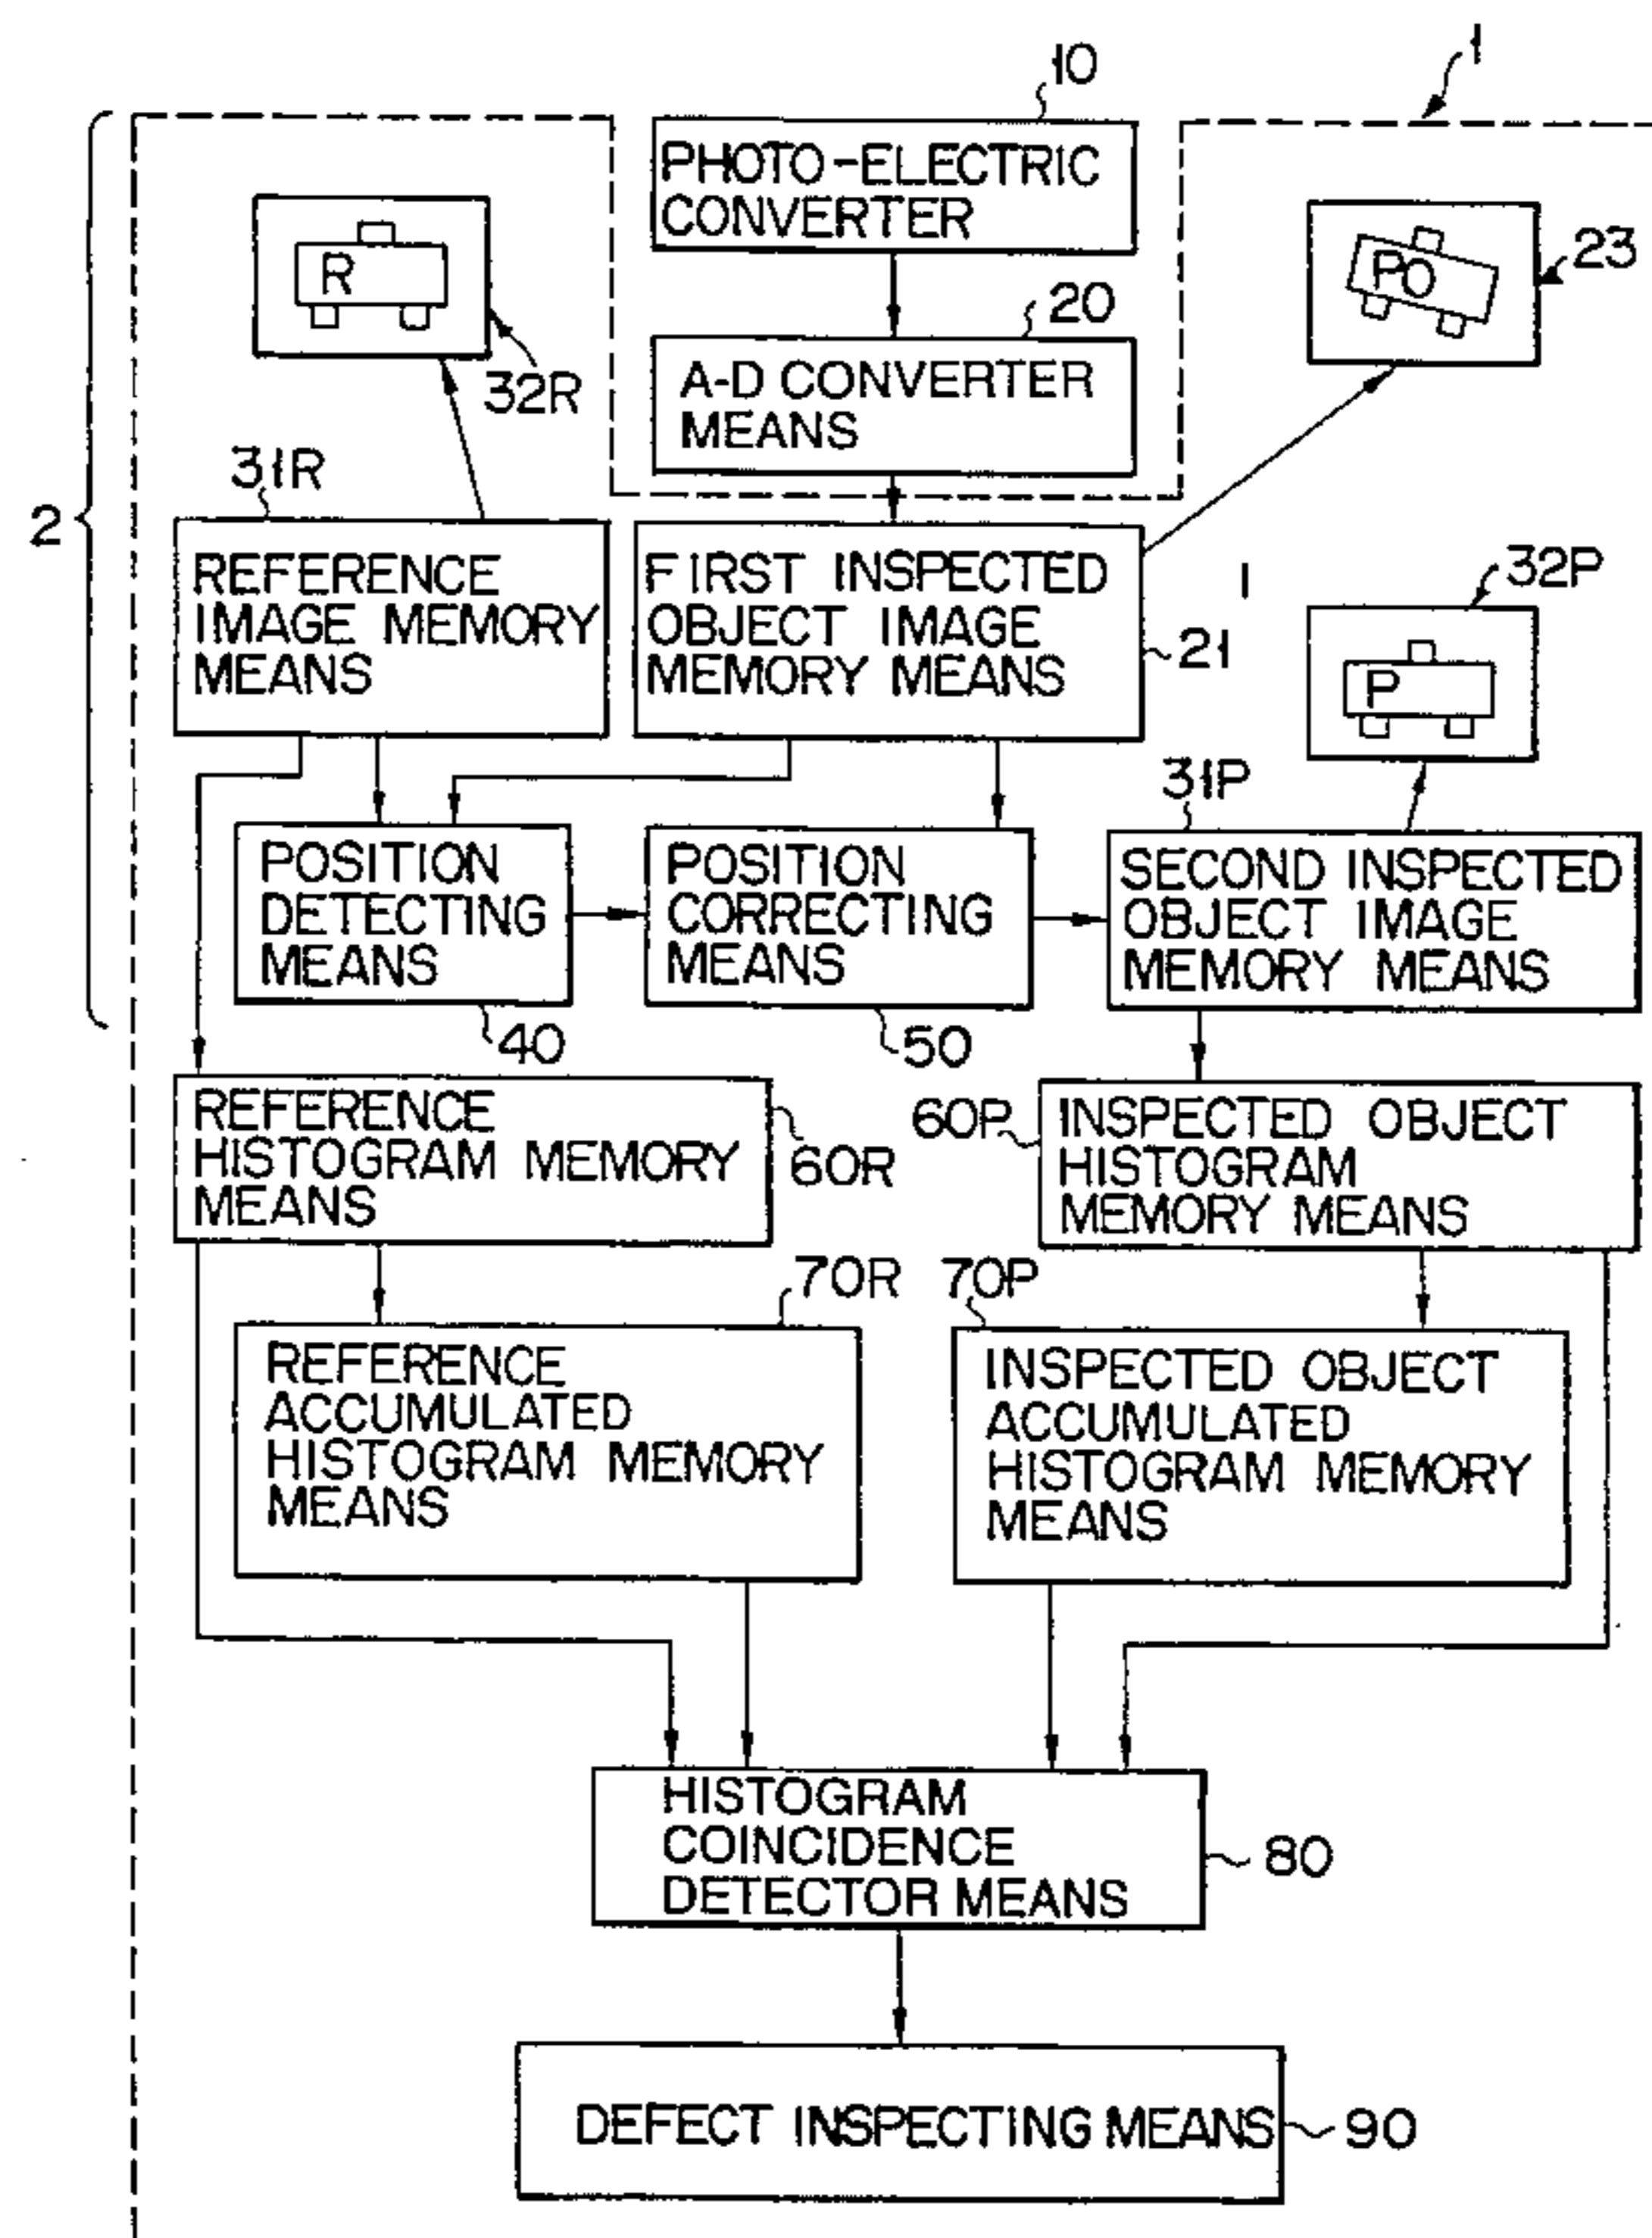 1
10
PHOTO-ELECTRIC
CONVERTER
R
32R
PO
23
20
A-D CONVERTER
MEANS
2
31R
REFERENCE
IMAGE MEMORY
MEANS
FIRST INSPECTED
OBJECT IMAGE
MEMORY MEANS
21
1
32P
P
31P
POSITION
DETECTING
MEANS
40
POSITION
CORRECTING
MEANS
50
SECOND INSPECTED
OBJECT IMAGE
MEMORY MEANS
REFERENCE
HISTOGRAM MEMORY
MEANS
60R
60P
INSPECTED OBJECT
HISTOGRAM
MEMORY MEANS
70R
70P
REFERENCE
ACCUMULATED
HISTOGRAM MEMORY
MEANS
INSPECTED OBJECT
ACCUMULATED
HISTOGRAM MEMORY
MEANS
HISTOGRAM
COINCIDENCE
DETECTOR MEANS
80
DEFECT INSPECTING MEANS
90